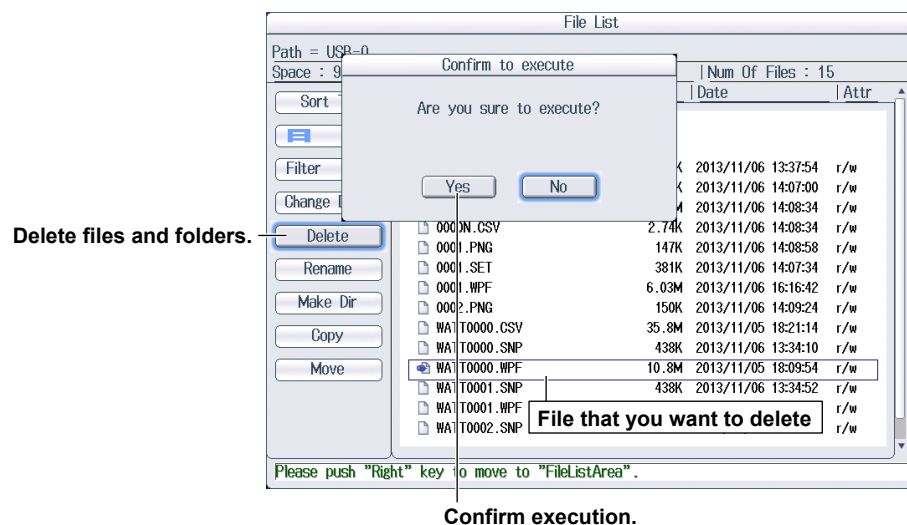 File List
Path = USB-0
Space : 9
Num Of Files : 15
Date Attr
Confirm to execute
Are you sure to execute?
Yes No
Sort
Filter
Change
Delete
Rename
Make Dir
Copy
Move
K 2013/11/06 13:37:54 r/w
K 2013/11/06 14:07:00 r/w
2013/11/06 14:08:34 r/w
000ON.CSV 2.74K 2013/11/06 14:08:34 r/w
0001.PNG 147K 2013/11/06 14:08:58 r/w
0001.SET 381K 2013/11/06 14:07:34 r/w
0001.WPF 6.03M 2013/11/06 16:16:42 r/w
0002.PNG 150K 2013/11/06 14:09:24 r/w
WATT0000.CSV 35.8M 2013/11/05 18:21:14 r/w
WATT0000.SNP 438K 2013/11/06 13:34:10 r/w
WATT0000.WPF 10.8M 2013/11/05 18:09:54 r/w
WATT0001.SNP 438K 2013/11/06 13:34:52 r/w
WATT0001.WPF r/w
WATT0002.SNP r/w
Please push "Right" key to move to "FileListArea".
Delete files and folders.
File that you want to delete
Confirm execution.